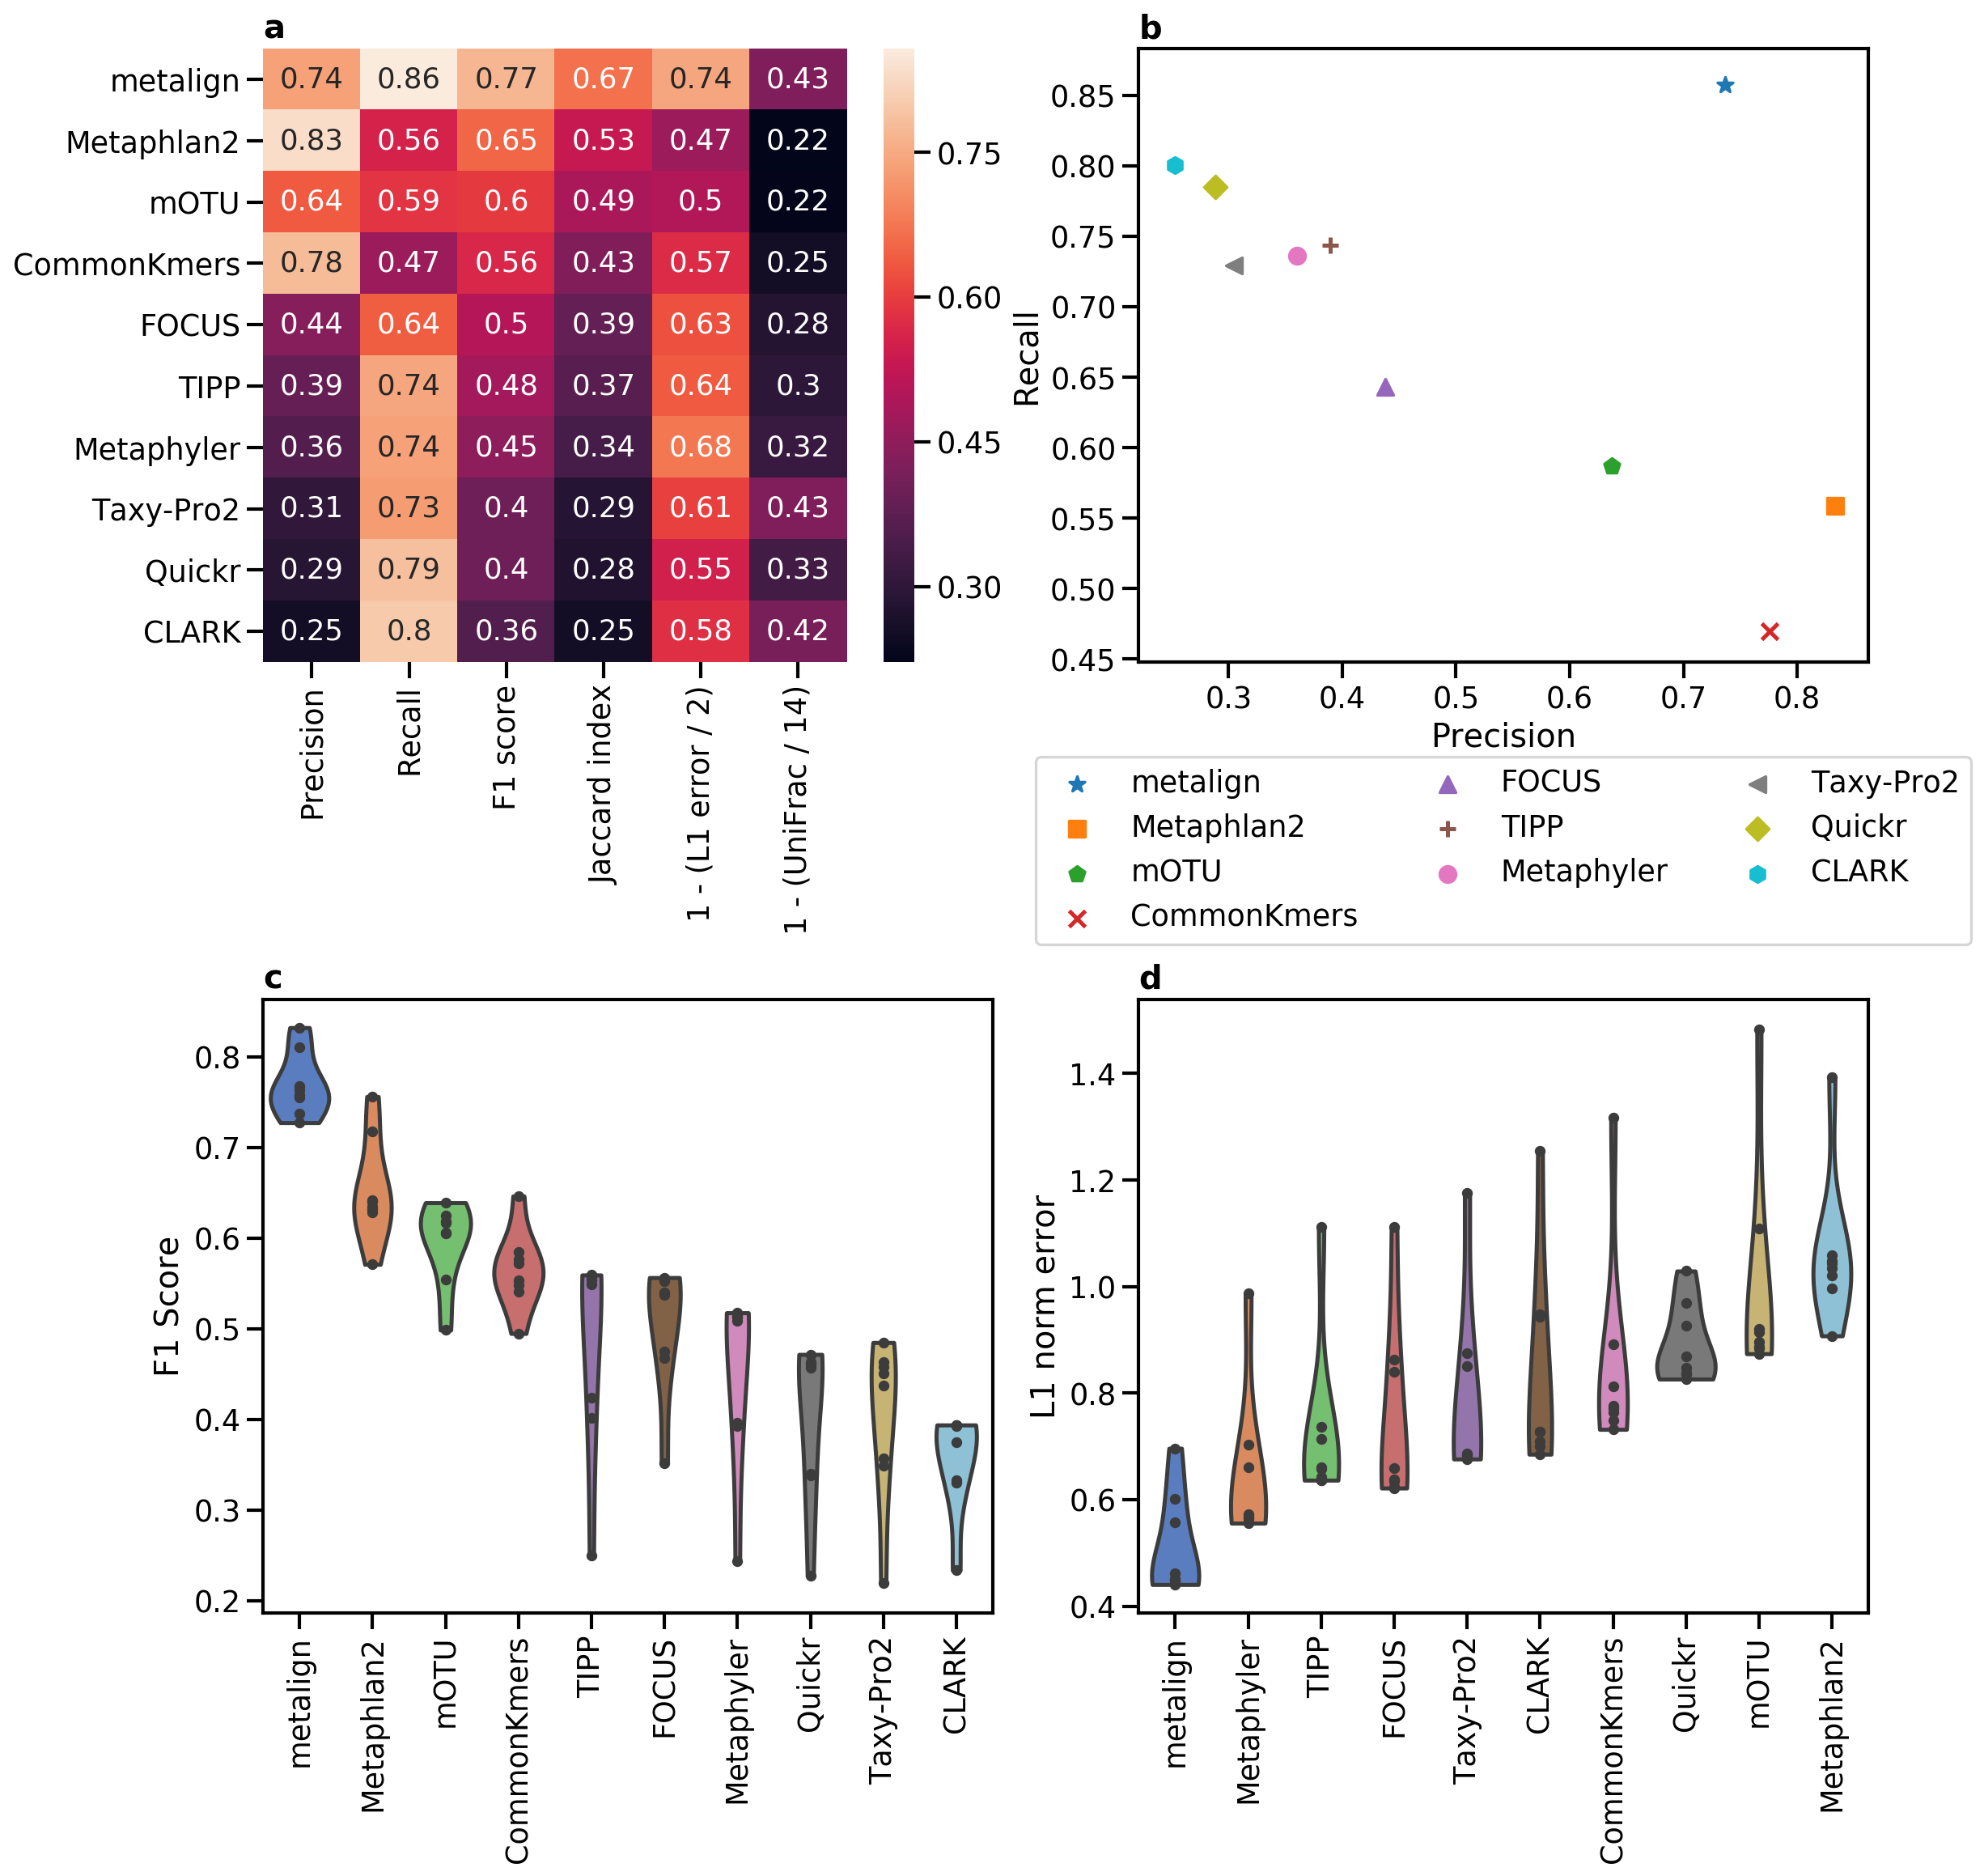 a
metalign 0.74 0.86 0.77 0.67 0.74 0.43
Metaphlan2 0.83 0.56 0.65 0.53 0.47 0.22
mOTU 0.64 0.59 0.6 0.49 0.5 0.22
CommonKmers 0.78 0.47 0.56 0.43 0.57 0.25
FOCUS 0.44 0.64 0.5 0.39 0.63 0.28
TIPP 0.39 0.74 0.48 0.37 0.64 0.3
Metaphyler 0.36 0.74 0.45 0.34 0.68 0.32
Taxy-Pro2 0.31 0.73 0.4 0.29 0.61 0.43
Quickr 0.29 0.79 0.4 0.28 0.55 0.33
CLARK 0.25 0.8 0.36 0.25 0.58 0.42
Precision
Recall
F1 score
Jaccard index
1 - (L1 error / 2)
1 - (UniFrac / 14)
0.75
0.60
0.45
0.30
b
Recall
0.85
0.80
0.75
0.70
0.65
0.60
0.55
0.50
0.45
0.3 0.4 0.5 0.6 0.7 0.8
Precision
metalign
Metaphlan2
mOTU
CommonKmers
FOCUS
TIPP
Metaphyler
Taxy-Pro2
Quickr
CLARK
c
F1 Score
0.8
0.7
0.6
0.5
0.4
0.3
0.2
metalign
Metaphlan2
mOTU
CommonKmers
TIPP
FOCUS
Metaphyler
Quickr
Taxy-Pro2
CLARK
d
L1 norm error
1.4
1.2
1.0
0.8
0.6
0.4
metalign
Metaphyler
TIPP
FOCUS
Taxy-Pro2
CLARK
CommonKmers
Quickr
mOTU
Metaphlan2